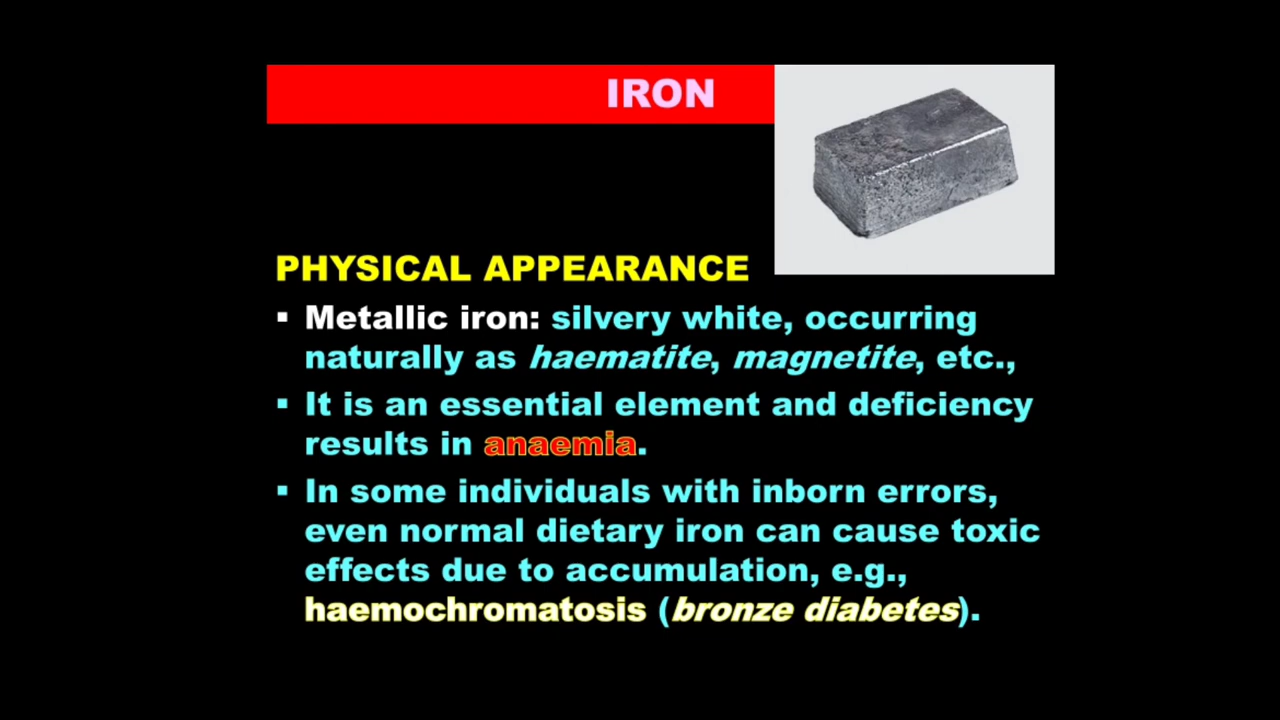 IRON
PHYSICAL APPEARANCE
▪ Metallic iron: silvery white, occurring
naturally as haematite, magnetite, etc.,
▪ It is an essential element and deficiency
results in anaemia.
▪ In some individuals with inborn errors,
even normal dietary iron can cause toxic
effects due to accumulation, e.g.,
haemochromatosis (bronze diabetes).